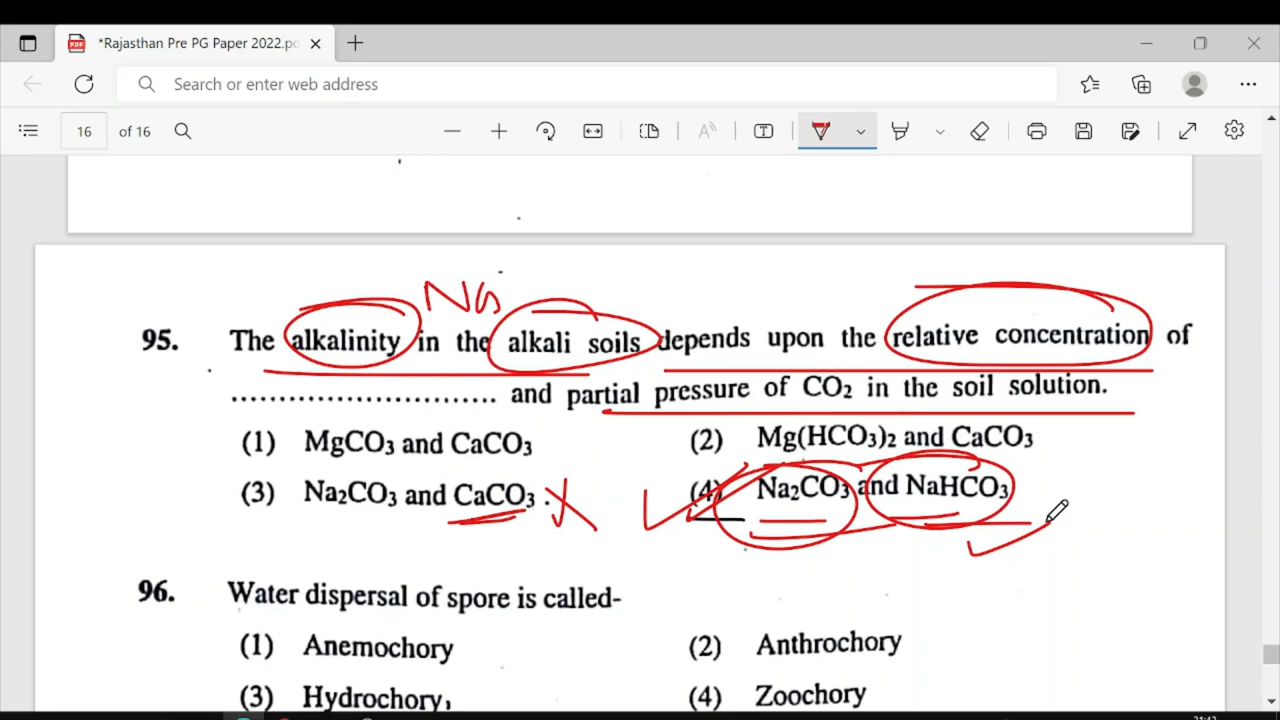 *Rajasthan Pre PG Paper 2022.pd
Search or enter web address
16 of 16
Na
95. The alkalinity in the alkali soils depends upon the relative concentration of
............................ and partial pressure of CO2 in the soil solution.
(1) MgCO3 and CaCO3 (2) Mg(HCO3)2 and CaCO3
(3) Na2CO3 and CaCO3 (4) Na2CO3 and NaHCO3
96. Water dispersal of spore is called-
(1) Anemochory (2) Anthrochory
(3) Hydrochory (4) Zoochory